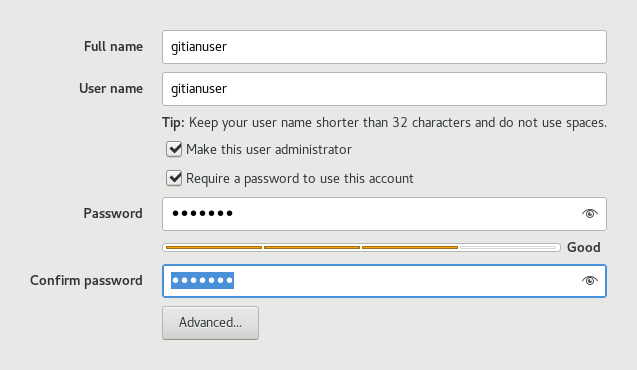 Full name gitianuser
User name gitianuser
Tip: Keep your user name shorter than 32 characters and do not use spaces.
Make this user administrator
Require a password to use this account
Password •••••••
Good
Confirm password •••••••
Advanced...